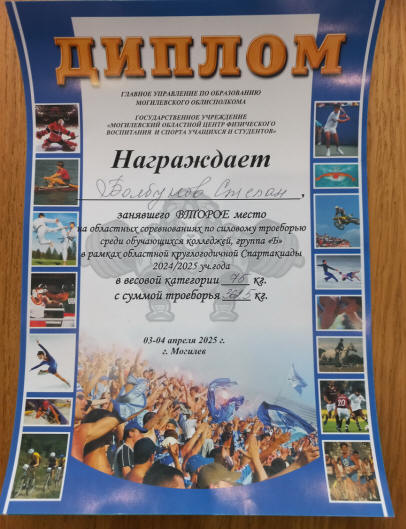 ДИПЛОМ
ГЛАВНОЕ УПРАВЛЕНИЕ ПО ОБРАЗОВАНИЮ
МОГИЛЕВСКОГО ОБЛИСПОЛКОМА
ГОСУДАРСТВЕННОЕ УЧРЕЖДЕНИЕ
«МОГИЛЕВСКИЙ ОБЛАСТНОЙ ЦЕНТР ФИЗИЧЕСКОГО
ВОСПИТАНИЯ И СПОРТА УЧАЩИХСЯ И СТУДЕНТОВ»
Награждает
Степан,
занявшего ВТОРОЕ место
на областных соревнованиях по силовому троеборью
среди обучающихся колледжей, группа «Б»
в рамках областной круглогодичной Спартакиады
2024/2025 уч.года
в весовой категории кг.
с суммой троеборья кг.
03-04 апреля 2025 г.
г. Могилев